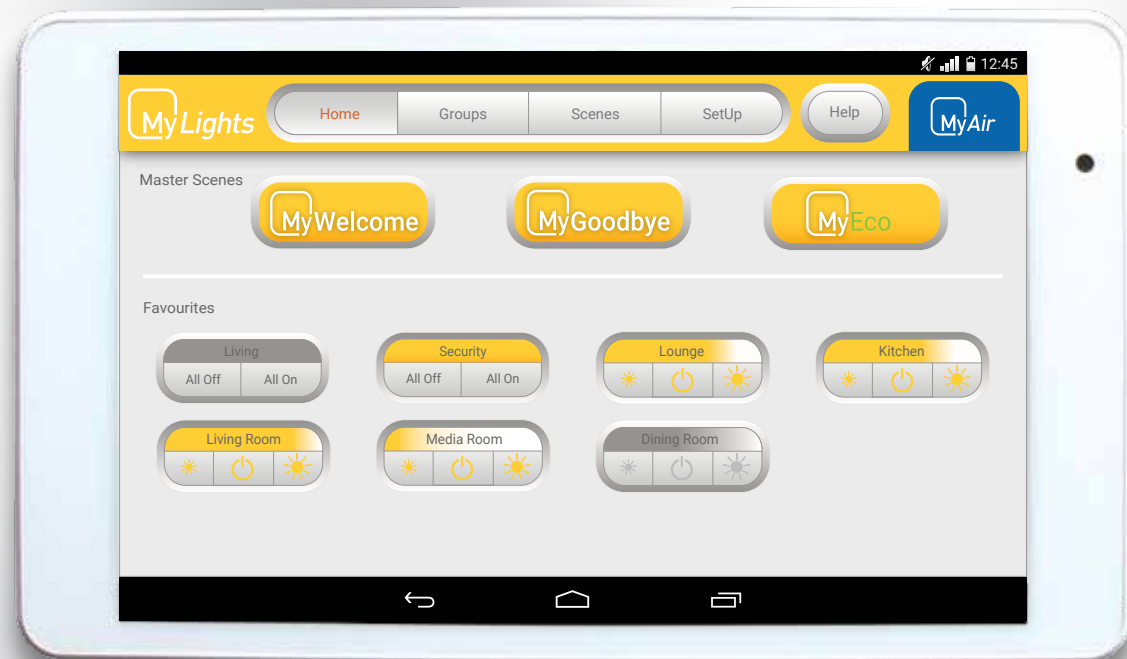 12:45
MyLights
Home
Groups
Scenes
SetUp
Help
MyAir
Master Scenes
MyWelcome
MyGoodbye
MyEco
Favourites
Living
All Off
All On
Security
All Off
All On
Lounge
Kitchen
Living Room
Media Room
Dining Room